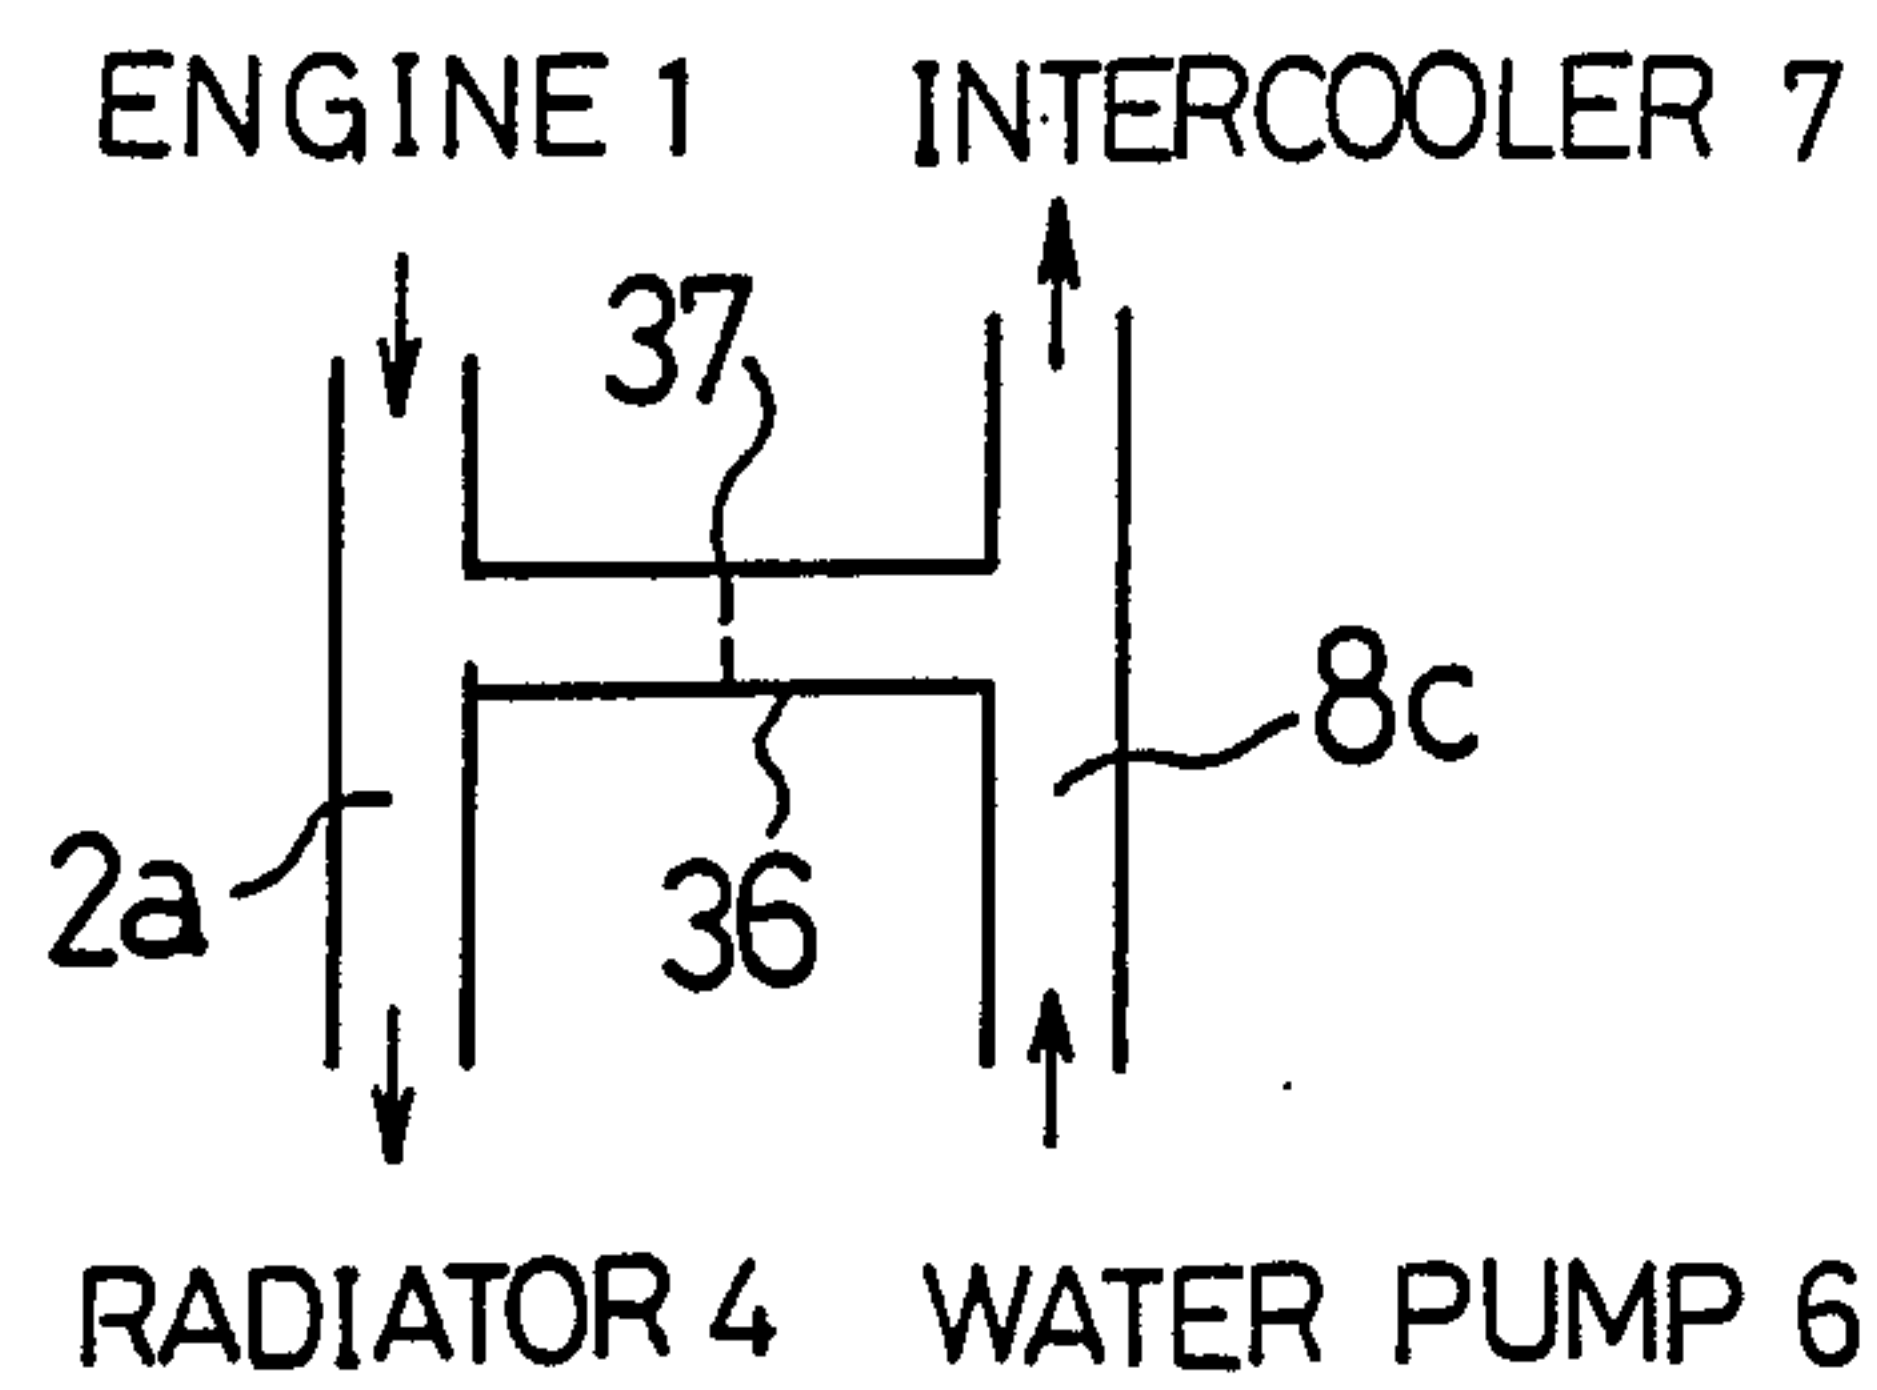 ENGINE 1
INTERCOOLER 7
37
8c
2a
36
RADIATOR 4
WATER PUMP 6